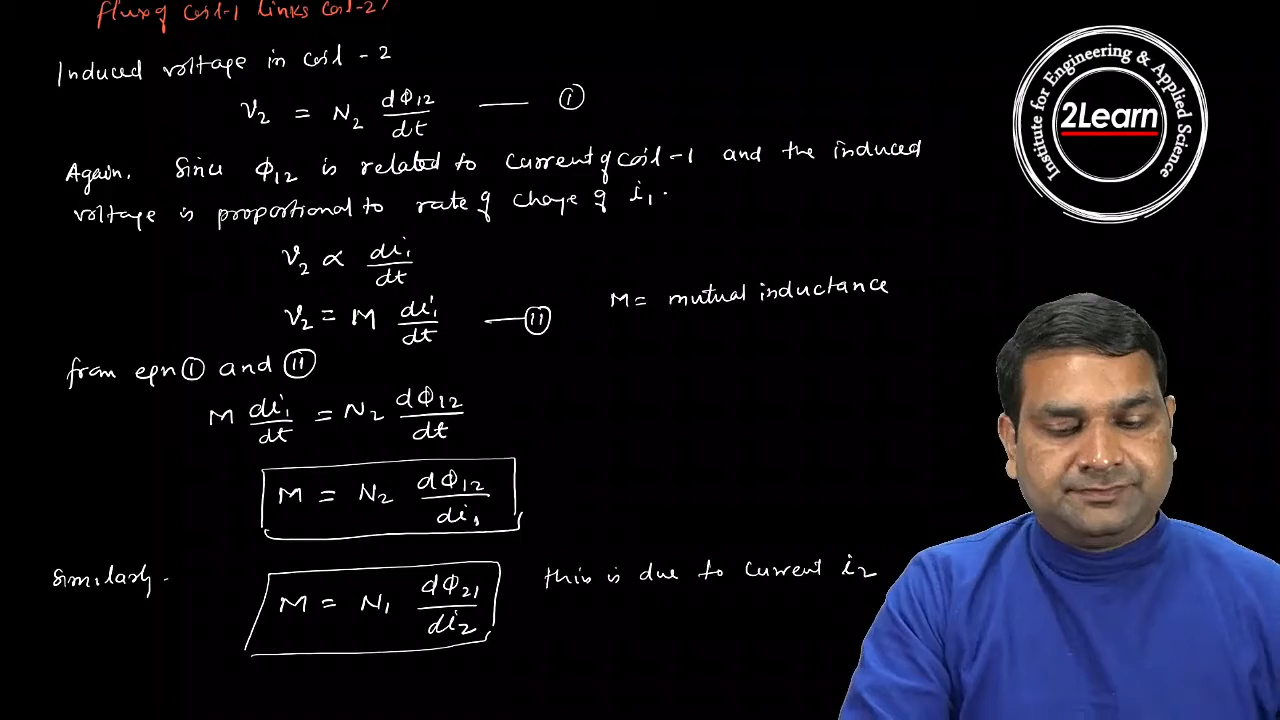 flux of coil-1 links coil-2)
Induced voltage in coil - 2
v₂ = N₂ dΦ₁₂/dt —— Ⓘ
Again. Since Φ₁₂ is related to current of coil-1 and the induced
voltage is proportional to rate of chage of i₁.
v₂ ∝ di₁/dt
v₂ = M di₁/dt —— Ⓘ Ⓘ
M = mutual inductance
from eqn Ⓘ and (II)
M di₁/dt = N₂ dΦ₁₂/dt
M = N₂ dΦ₁₂/di₁
Similarly.
M = N₁ dΦ₂₁/di₂
this is due to current i₂
Institute for Engineering & Applied Science
2Learn